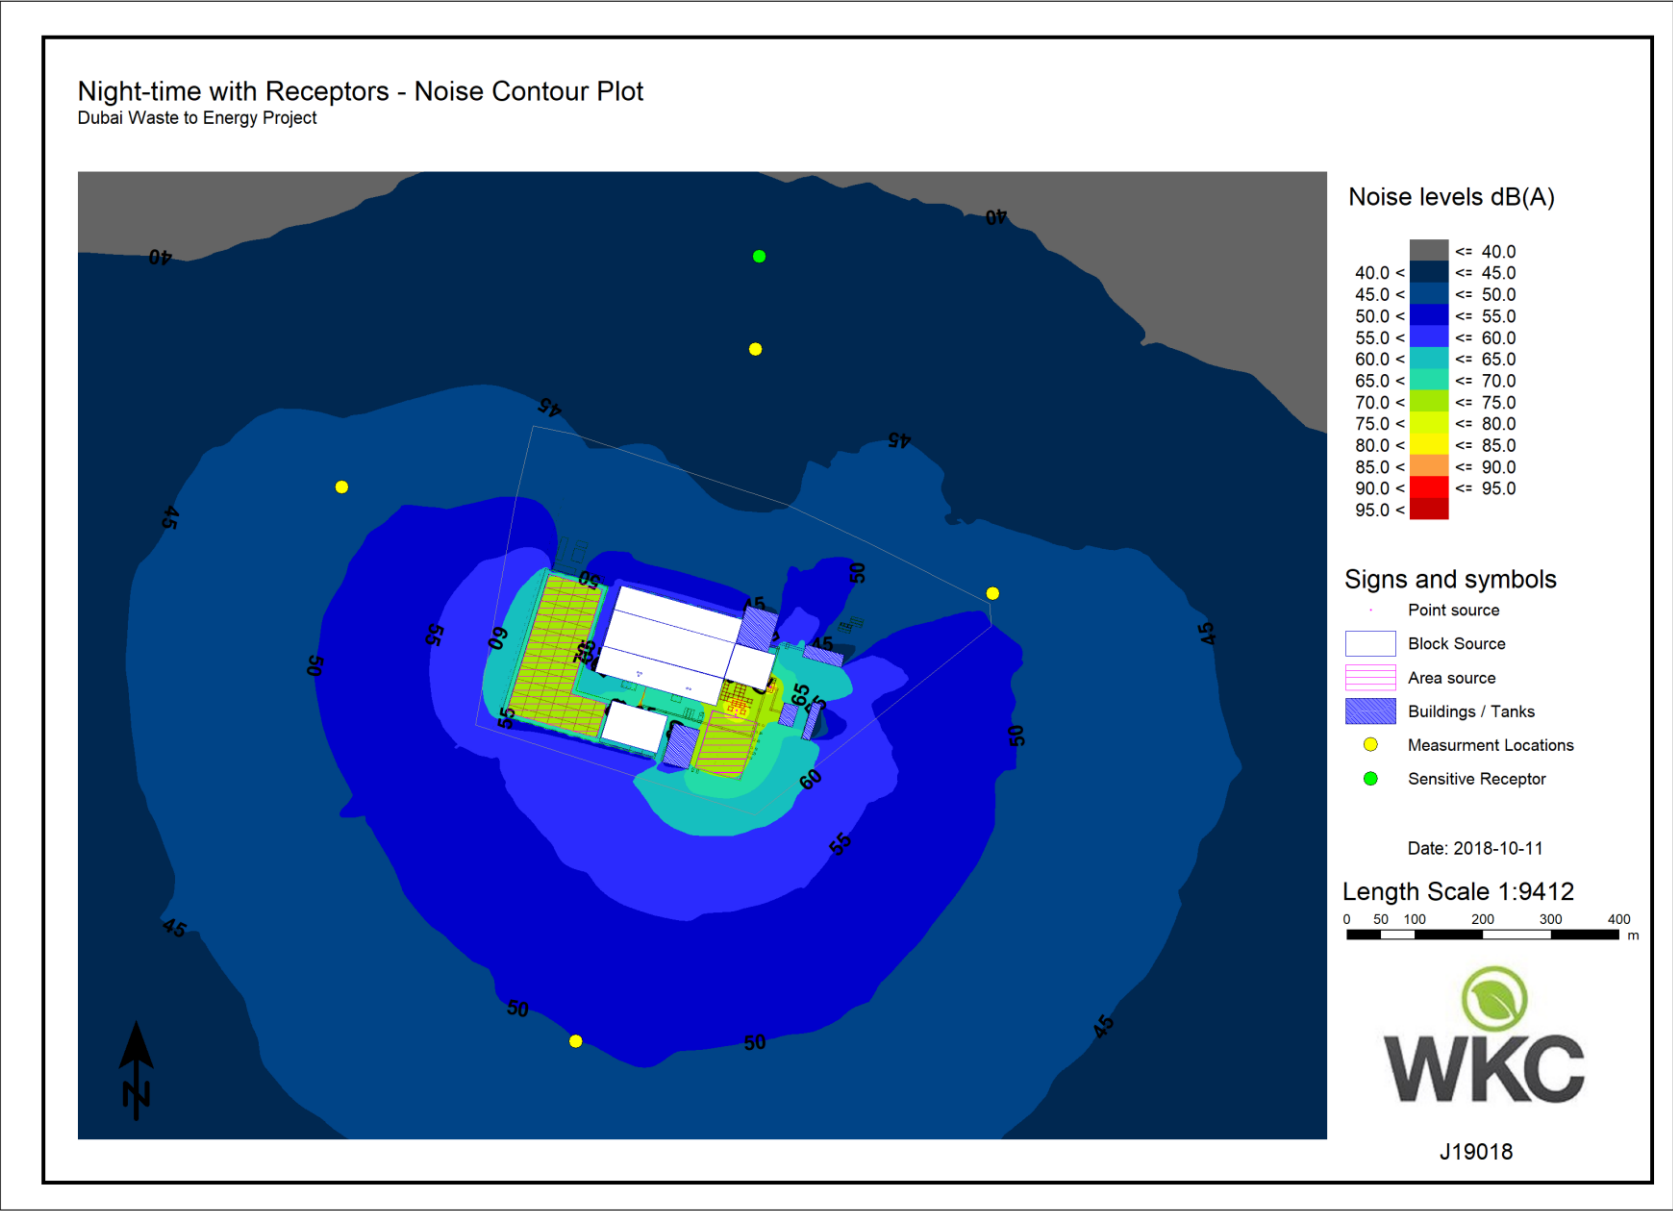 Night-time with Receptors - Noise Contour Plot
Dubai Waste to Energy Project
Noise levels dB(A)
<= 40.0
40.0 < <= 45.0
45.0 < <= 50.0
50.0 < <= 55.0
55.0 < <= 60.0
60.0 < <= 65.0
65.0 < <= 70.0
70.0 < <= 75.0
75.0 < <= 80.0
80.0 < <= 85.0
85.0 < <= 90.0
90.0 < <= 95.0
95.0 <
Signs and symbols
Point source
Block Source
Area source
Buildings / Tanks
Measurment Locations
Sensitive Receptor
Date: 2018-10-11
Length Scale 1:9412
0 50 100 200 300 400
m
WKC
J19018
40
40
45
45
45
50
50
45
55
60
50
45
45
65
55
50
60
55
45
50
50
45
N